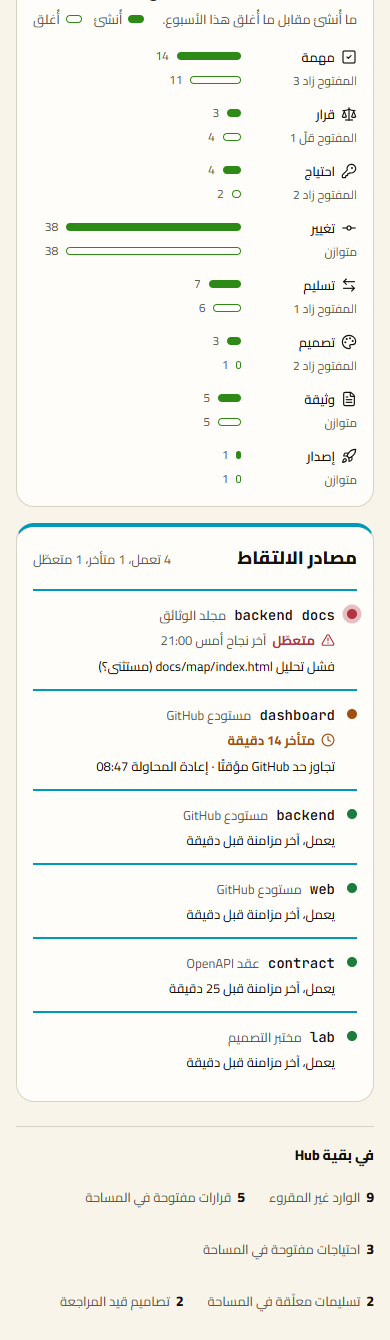 ما أُنشئ مقابل ما أُغلق هذا الأسبوع. أُنشئ أُغلق
مهمة 14
المفتوح زاد 3 11
قرار 3
المفتوح قلّ 1 4
احتياج 4
المفتوح زاد 2 2
تغيير 38
متوازن 38
تسليم 7
المفتوح زاد 1 6
تصميم 3
المفتوح زاد 2 1
وثيقة 5
متوازن 5
إصدار 1
متوازن 1
مصادر الالتقاط 4 تعمل، 1 متأخر، 1 متعطّل
backend docs مجلد الوثائق
متعطّل آخر نجاح أمس 21:00
فشل تحليل docs/map/index.html (مستثنى؟)
dashboard مستودع GitHub
متأخر 14 دقيقة
تجاوز حد GitHub مؤقتًا · إعادة المحاولة 08:47
backend مستودع GitHub
يعمل، آخر مزامنة قبل دقيقة
web مستودع GitHub
يعمل، آخر مزامنة قبل دقيقة
contract عقد OpenAPI
يعمل، آخر مزامنة قبل 25 دقيقة
lab مختبر التصميم
يعمل، آخر مزامنة قبل دقيقة
في بقية Hub
9 الوارد غير المقروء 5 قرارات مفتوحة في المساحة
3 احتياجات مفتوحة في المساحة
2 تسليمات معلّقة في المساحة 2 تصاميم قيد المراجعة